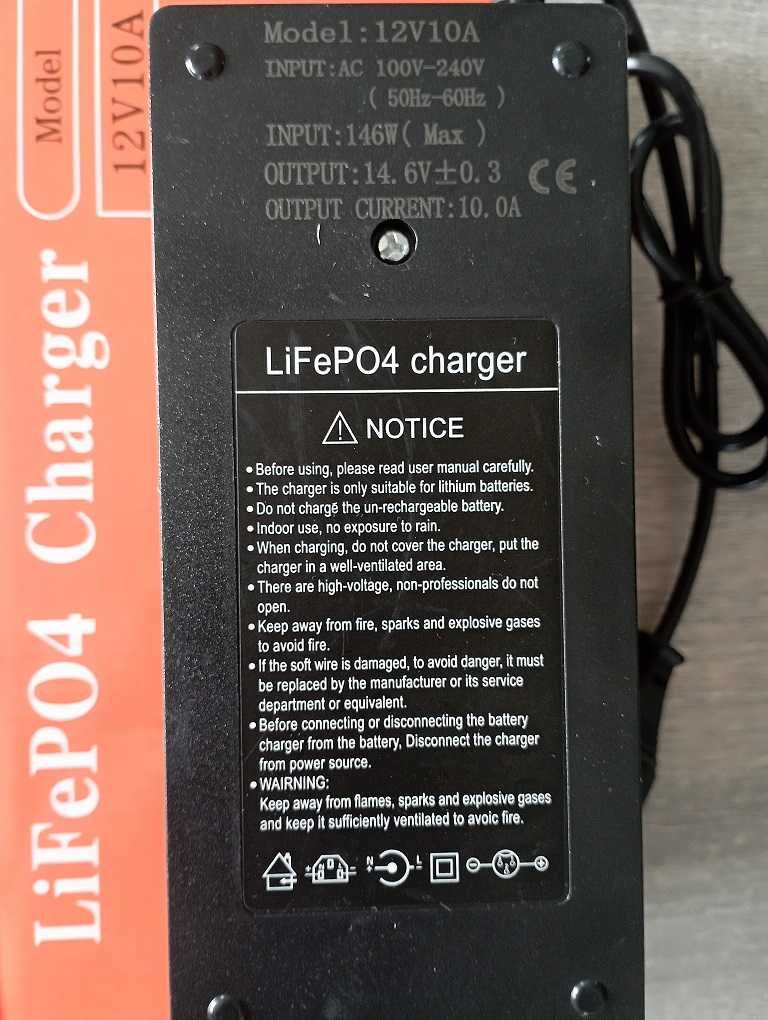 Model:12V10A
INPUT:AC 100V-240V
( 50Hz-60Hz )
INPUT:146W( Max )
OUTPUT:14.6V±0.3
CE
OUTPUT CURRENT:10.0A
LiFePO4 charger
NOTICE
•Before using, please read user manual carefully.
•The charger is only suitable for lithium batteries.
•Do not charge the un-rechargeable battery.
•Indoor use, no exposure to rain.
•When charging, do not cover the charger, put the
charger in a well-ventilated area.
•There are high-voltage, non-professionals do not
open.
•Keep away from fire, sparks and explosive gases
to avoid fire.
•If the soft wire is damaged, to avoid danger, it must
be replaced by the manufacturer or its service
department or equivalent.
•Before connecting or disconnecting the battery
charger from the battery, Disconnect the charger
from power source.
•WAIRNING:
Keep away from flames, sparks and explosive gases
and keep it sufficiently ventilated to avoic fire.
N L
LiFePO4 Charger
Model
12V10A